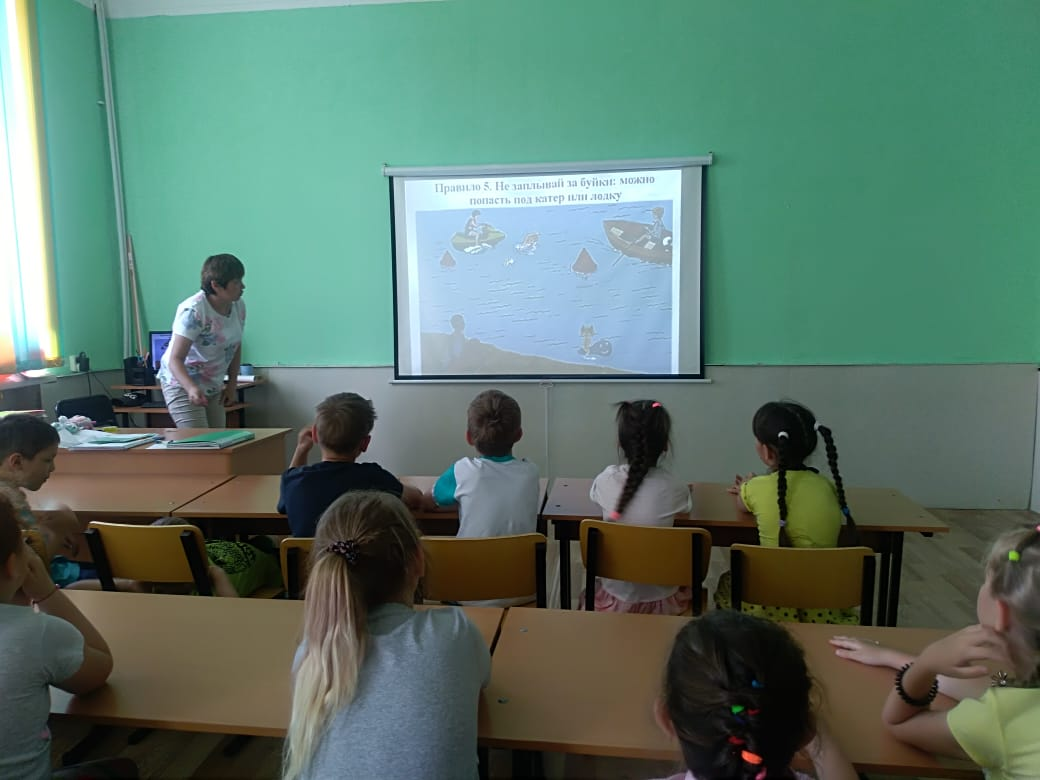 Правило 5. Не заплывай за буйки: можно
попасть под катер или лодку